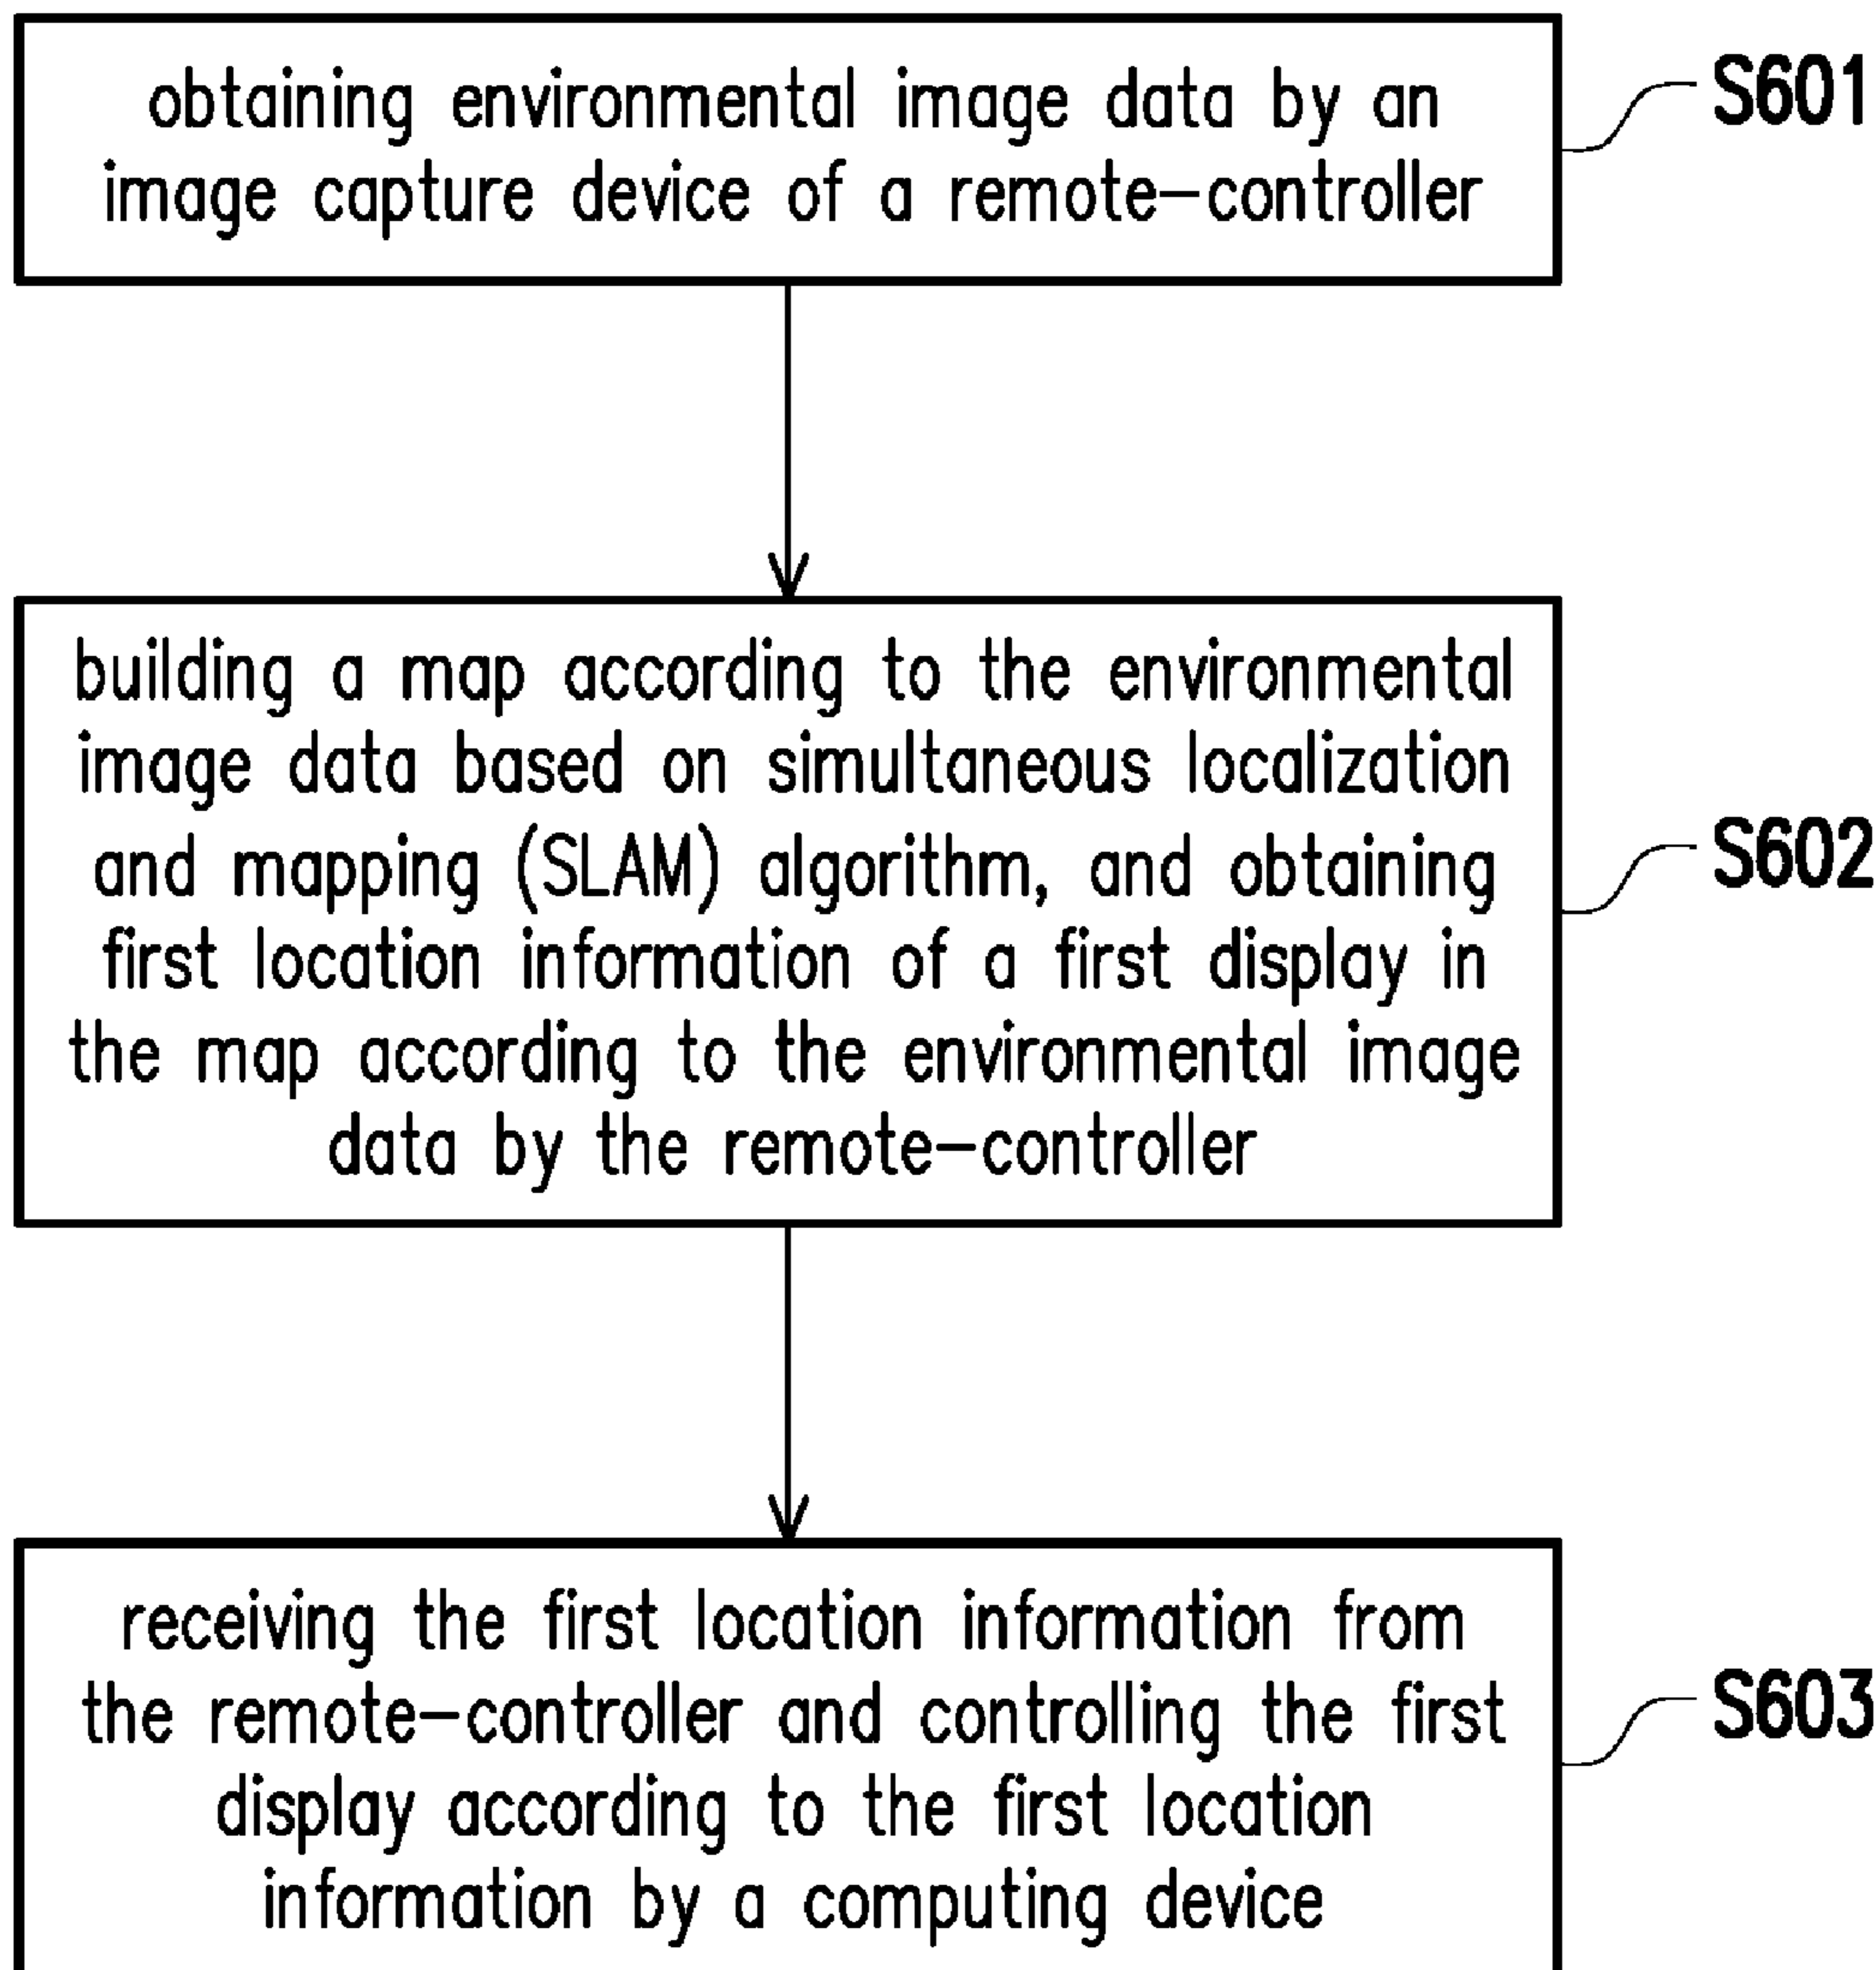 obtaining environmental image data by an
image capture device of a remote-controller
S601
building a map according to the environmental
image data based on simultaneous localization
and mapping (SLAM) algorithm, and obtaining
first location information of a first display in
the map according to the environmental image
data by the remote-controller
S602
receiving the first location information from
the remote-controller and controlling the first
display according to the first location
information by a computing device
S603